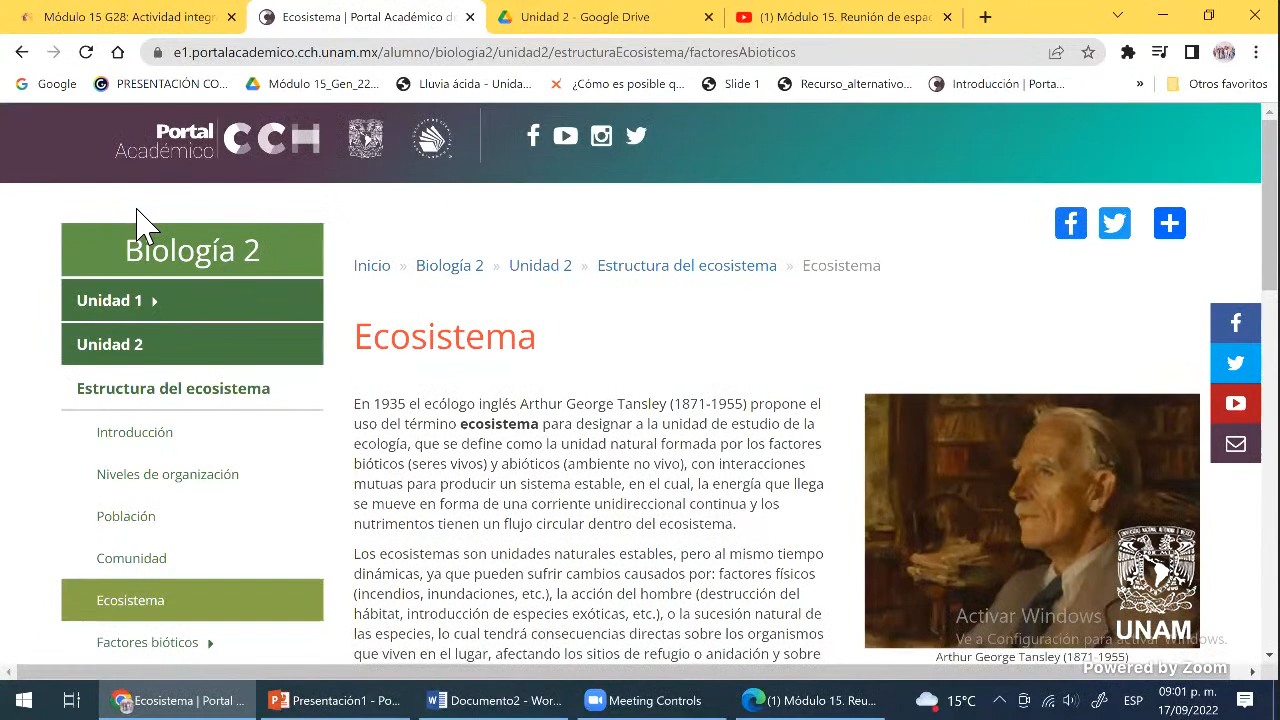 Módulo 15 G28: Actividad integr
Ecosistema | Portal Académico d
Unidad 2 - Google Drive
(1) Módulo 15. Reunión de espac
e1.portalacademico.cch.unam.mx/alumno/biologia2/unidad2/estructuraEcosistema/factoresAbioticos
Google
PRESENTACIÓN CO...
Módulo 15_Gen_22...
Lluvia ácida - Unida...
¿Cómo es posible q...
Slide 1
Recurso_alternativo...
Introducción | Porta...
»
Otros favoritos
Portal
Académico
CCH
Biología 2
Unidad 1
Unidad 2
Estructura del ecosistema
Introducción
Niveles de organización
Población
Comunidad
Ecosistema
Factores bióticos
Inicio » Biología 2 » Unidad 2 » Estructura del ecosistema » Ecosistema
Ecosistema
En 1935 el ecólogo inglés Arthur George Tansley (1871-1955) propone el
uso del término ecosistema para designar a la unidad de estudio de la
ecología, que se define como la unidad natural formada por los factores
bióticos (seres vivos) y abióticos (ambiente no vivo), con interacciones
mutuas para producir un sistema estable, en el cual, la energía que llega
se mueve en forma de una corriente unidireccional continua y los
nutrimentos tienen un flujo circular dentro del ecosistema.
Los ecosistemas son unidades naturales estables, pero al mismo tiempo
dinámicas, ya que pueden sufrir cambios causados por: factores físicos
(incendios, inundaciones, etc.), la acción del hombre (destrucción del
hábitat, introducción de especies exóticas, etc.), o la sucesión natural de
las especies, lo cual tendrá consecuencias directas sobre los organismos
que viven en el lugar, afectando los sitios de refugio o anidación y sobre
Activar Windows
Ve a Configuración para activar Windows.
UNAM
Arthur George Tansley (1871-1955)
Powered by Zoom
Ecosistema | Portal ...
Presentación1 - Po...
Documento2 - Wor...
Meeting Controls
(1) Módulo 15. Reu...
15°C
ESP
09:01 p. m.
17/09/2022